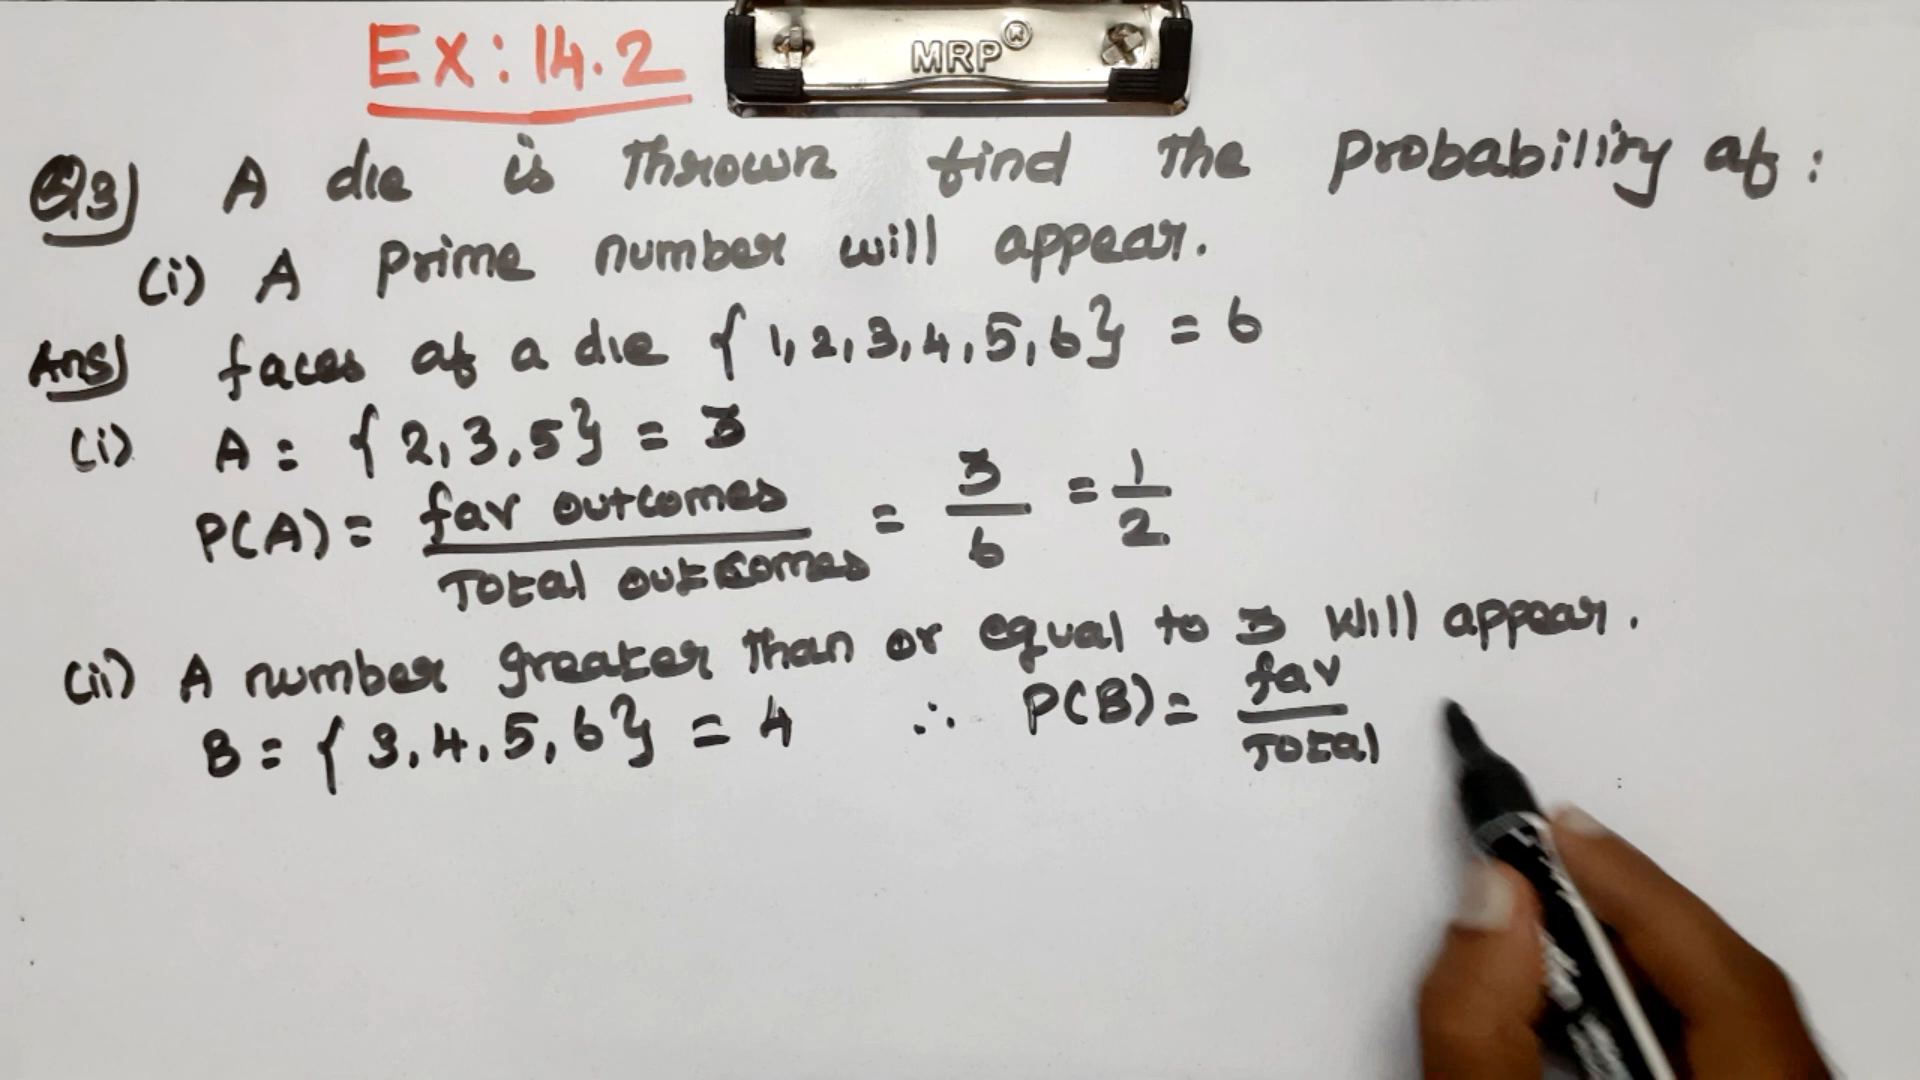 Ex: 14.2
MRP®
Q3) A die is thrown find the probability of:
(i) A prime number will appear.
Ans) faces of a die { 1, 2, 3, 4, 5, 6} = 6
(i) A = { 2, 3, 5} = 3
P(A) = fav outcomes / Total outcomes = 3/6 = 1/2
(ii) A number greater than or equal to 3 will appear.
B = { 3, 4, 5, 6} = 4 ∴ P(B) = fav / Total